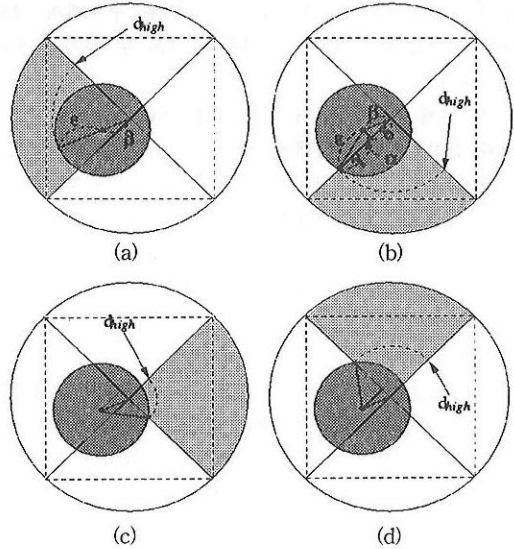 d_high
e
β
(a)
β
d_high
ε
δ
α
(b)
d_high
(c)
d_high
(d)